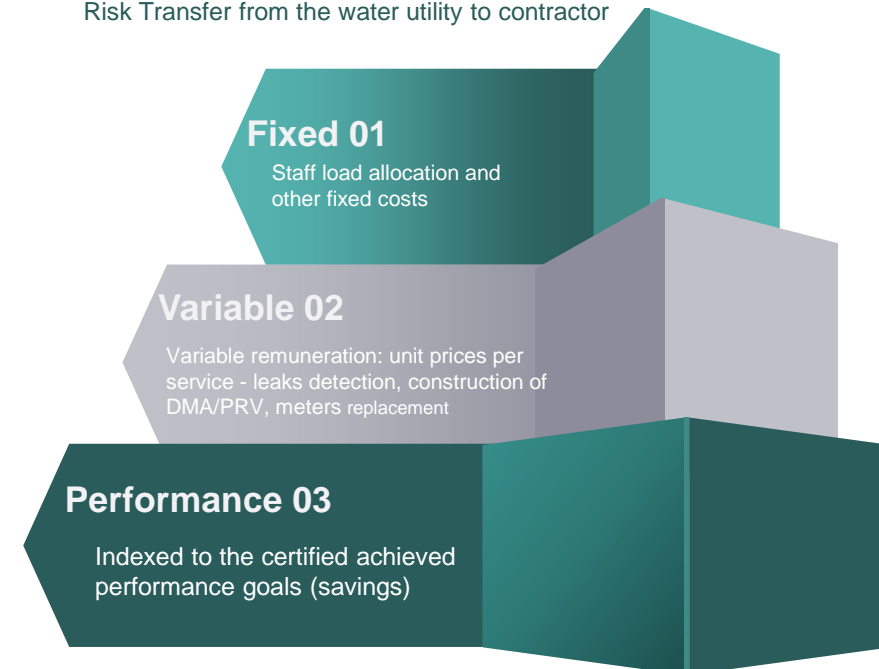 Risk Transfer from the water utility to contractor
Fixed 01
Staff load allocation and
other fixed costs
Variable 02
Variable remuneration: unit prices per
service - leaks detection, construction of
DMA/PRV, meters replacement
Performance 03
Indexed to the certified achieved
performance goals (savings)